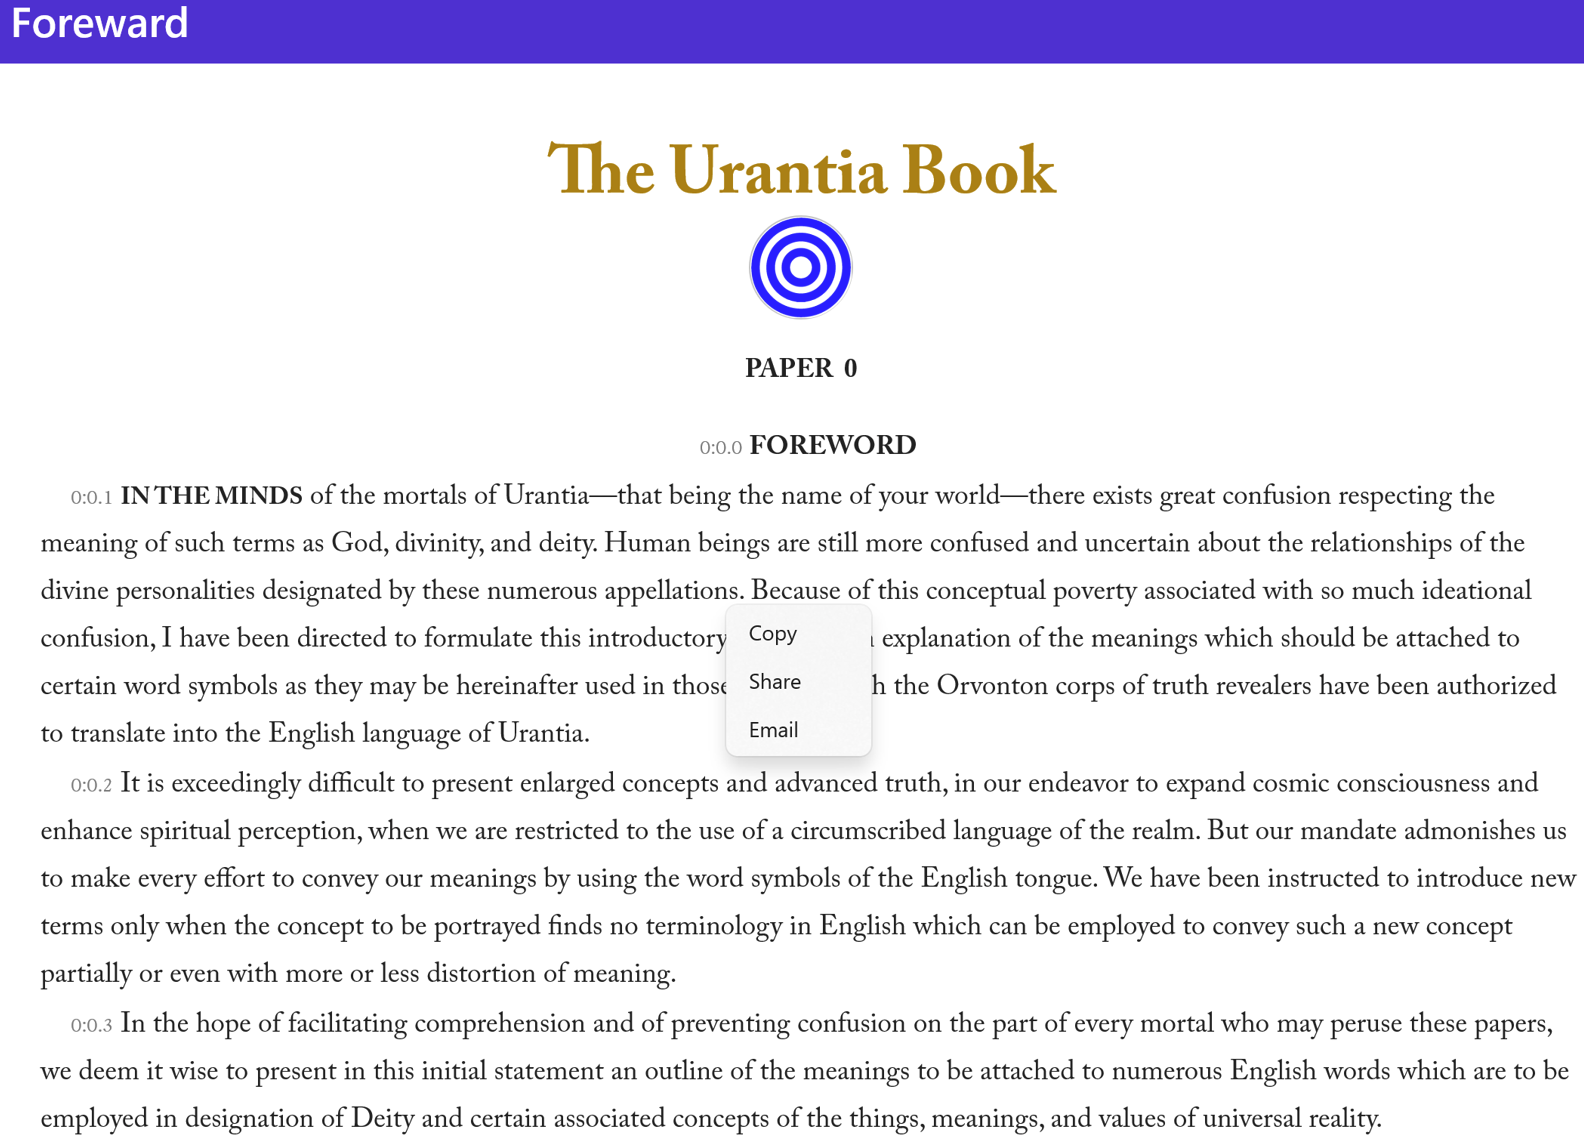 Foreward
The Urantia Book
PAPER 0
0:0.0 FOREWORD
0:0.1 IN THE MINDS of the mortals of Urantia—that being the name of your world—there exists great confusion respecting the
meaning of such terms as God, divinity, and deity. Human beings are still more confused and uncertain about the relationships of the
divine personalities designated by these numerous appellations. Because of this conceptual poverty associated with so much ideational
confusion, I have been directed to formulate this introductory explanation of the meanings which should be attached to
certain word symbols as they may be hereinafter used in those the Orvonton corps of truth revealers have been authorized
to translate into the English language of Urantia.
Copy
Share
Email
0:0.2 It is exceedingly difficult to present enlarged concepts and advanced truth, in our endeavor to expand cosmic consciousness and
enhance spiritual perception, when we are restricted to the use of a circumscribed language of the realm. But our mandate admonishes us
to make every effort to convey our meanings by using the word symbols of the English tongue. We have been instructed to introduce new
terms only when the concept to be portrayed finds no terminology in English which can be employed to convey such a new concept
partially or even with more or less distortion of meaning.
0:0.3 In the hope of facilitating comprehension and of preventing confusion on the part of every mortal who may peruse these papers,
we deem it wise to present in this initial statement an outline of the meanings to be attached to numerous English words which are to be
employed in designation of Deity and certain associated concepts of the things, meanings, and values of universal reality.